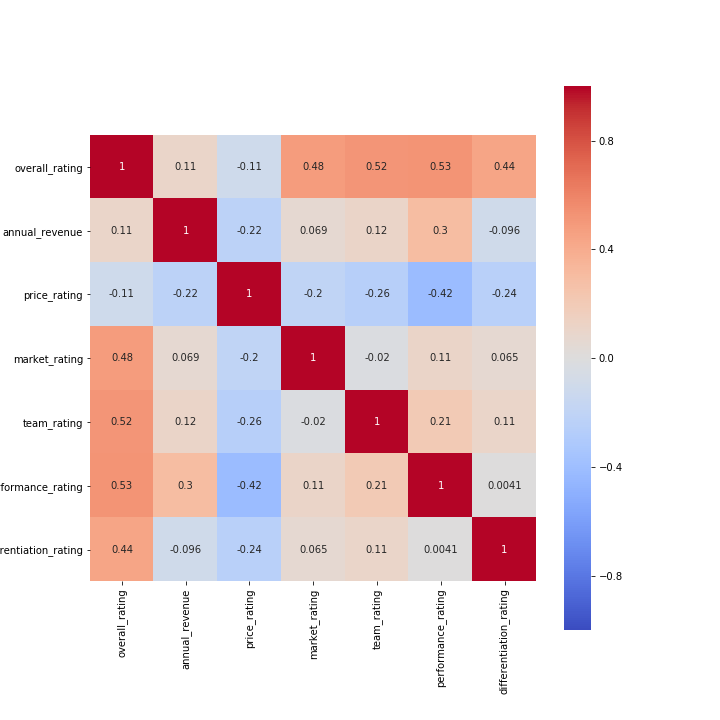 overall_rating 1 0.11 -0.11 0.48 0.52 0.53 0.44 0.8
annual_revenue 0.11 1 -0.22 0.069 0.12 0.3 -0.096 0.4
price_rating -0.11 -0.22 1 -0.2 -0.26 -0.42 -0.24
market_rating 0.48 0.069 -0.2 1 -0.02 0.11 0.065 0.0
team_rating 0.52 0.12 -0.26 -0.02 1 0.21 0.11 −0.4
formance_rating 0.53 0.3 -0.42 0.11 0.21 1 0.0041
rentiation_rating 0.44 -0.096 -0.24 0.065 0.11 0.0041 1 −0.8
overall_rating
annual_revenue
price_rating
market_rating
team_rating
performance_rating
differentiation_rating